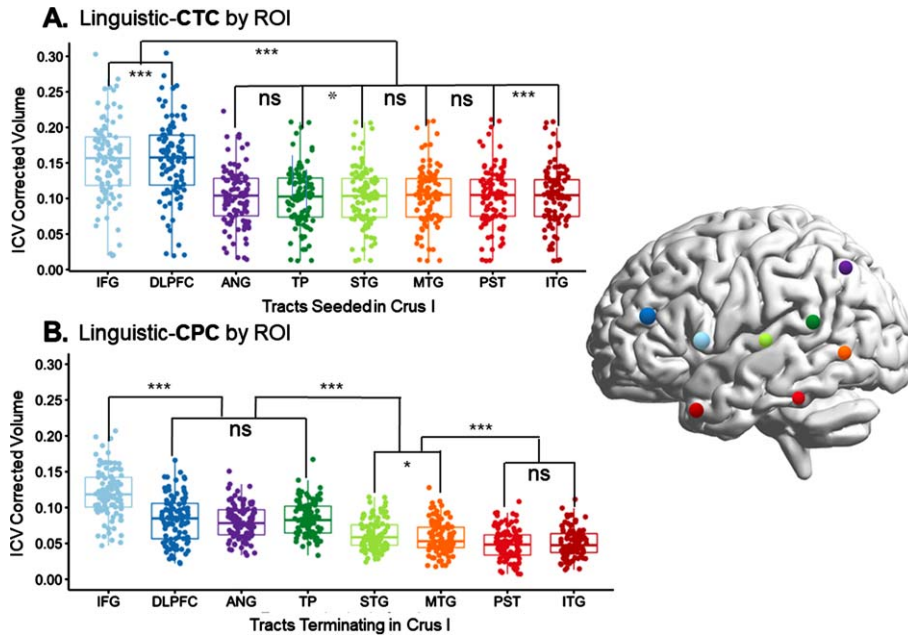 A. Linguistic-CTC by ROI
ICV Corrected Volume
0.30
0.25
0.20
0.15
0.10
0.05
0.00
***
***
ns
*
ns
ns
***
IFG DLPFC ANG TP STG MTG PST ITG
Tracts Seeded in Crus I
B. Linguistic-CPC by ROI
ICV Corrected Volume
0.30
0.25
0.20
0.15
0.10
0.05
0.00
***
***
ns
***
*
ns
IFG DLPFC ANG TP STG MTG PST ITG
Tracts Terminating in Crus I